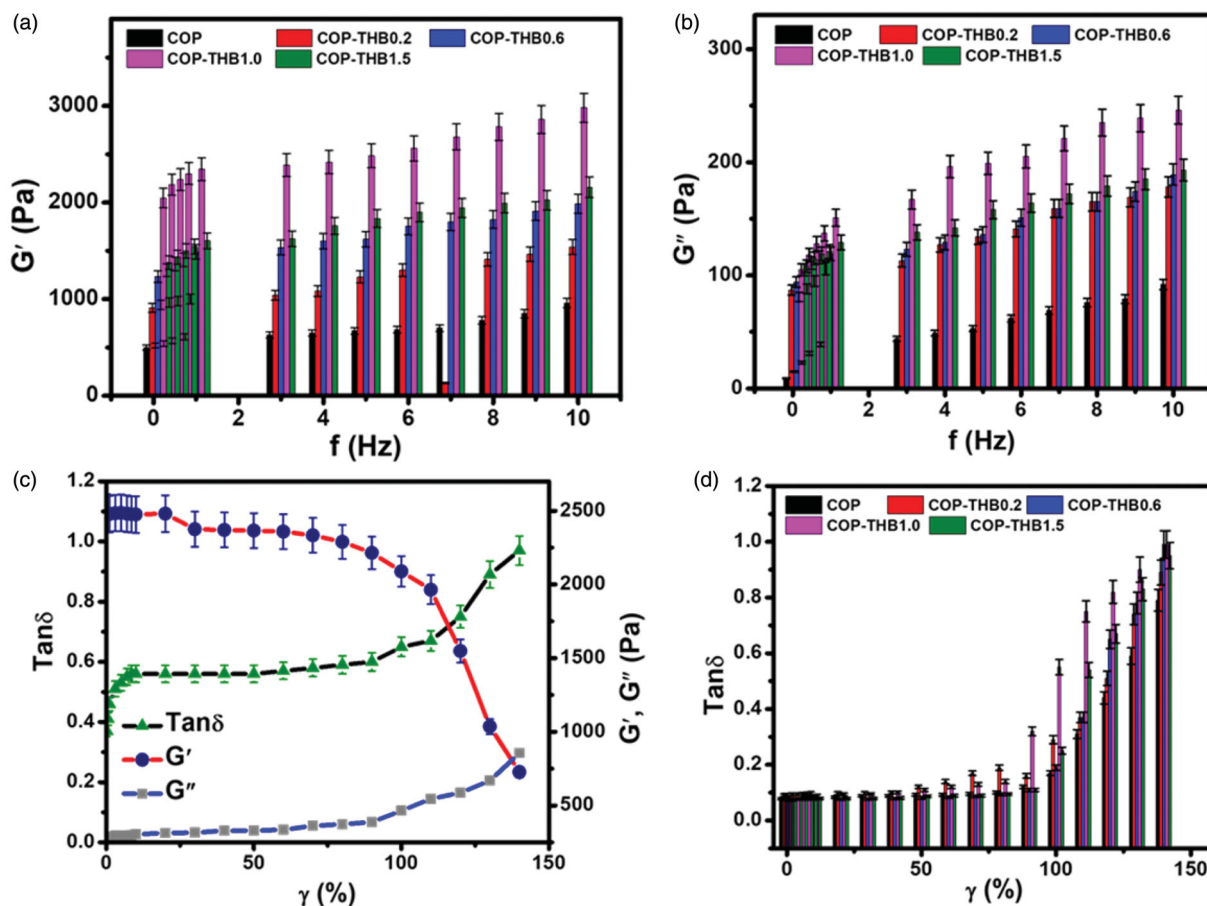 (a)
COP COP-THB0.2 COP-THB0.6
COP-THB1.0 COP-THB1.5
G′ (Pa)
3000
2000
1000
0
0 2 4 6 8 10
f (Hz)
(b)
COP COP-THB0.2 COP-THB0.6
COP-THB1.0 COP-THB1.5
G″ (Pa)
300
200
100
0
0 2 4 6 8 10
f (Hz)
(c)
Tanδ
1.2
1.0
0.8
0.6
0.4
0.2
0.0
Tanδ
G′
G″
2500
2000
1500
1000
500
G′, G″ (Pa)
0 50 100 150
γ (%)
(d)
COP COP-THB0.2 COP-THB0.6
COP-THB1.0 COP-THB1.5
Tanδ
1.2
1.0
0.8
0.6
0.4
0.2
0.0
0 50 100 150
γ (%)